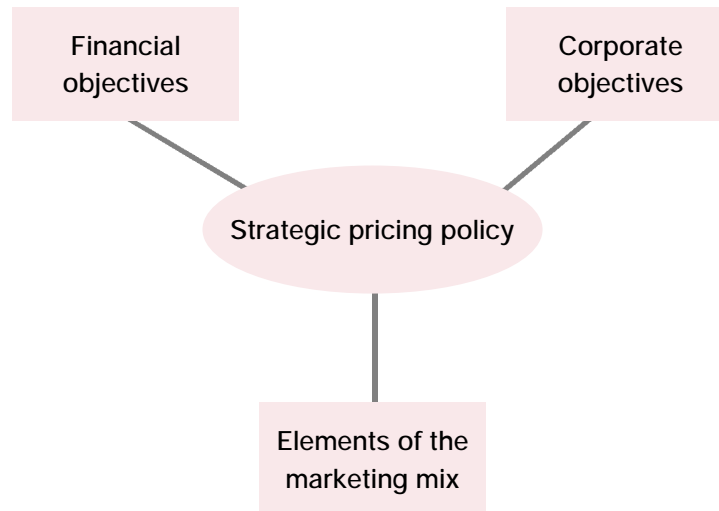 Financial
objectives
Corporate
objectives
Strategic pricing policy
Elements of the
marketing mix